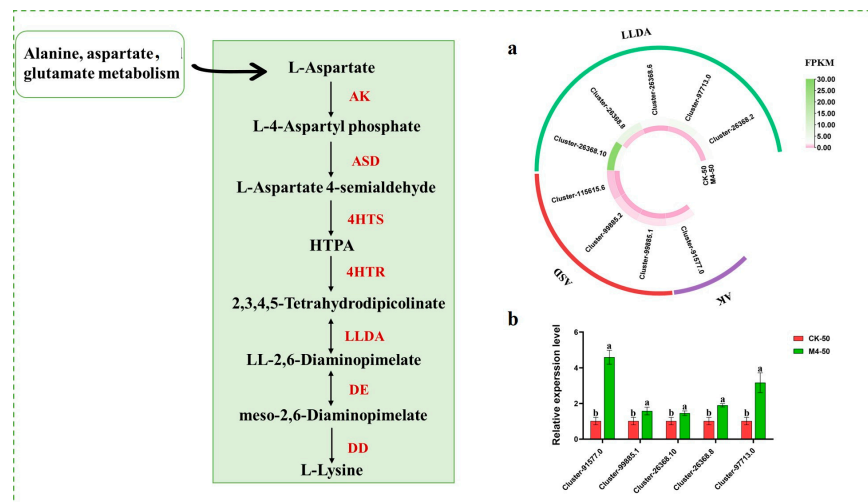 Alanine, aspartate,
glutamate metabolism
L-Aspartate
AK
L-4-Aspartyl phosphate
ASD
L-Aspartate 4-semialdehyde
4HTS
HTPA
4HTR
2,3,4,5-Tetrahydrodipicolinate
LLDA
LL-2,6-Diaminopimelate
DE
meso-2,6-Diaminopimelate
DD
L-Lysine
a
LLDA
FPKM
30.00
25.00
20.00
15.00
10.00
5.00
0.00
Cluster-26368.10
Cluster-26368.8
Cluster-26368.6
Cluster-97713.0
Cluster-26368.2
CK-50
M4-50
Cluster-115615.6
Cluster-99885.2
Cluster-99885.1
Cluster-91577.0
ASD
AK
b
Relative experssion level
6
4
2
0
CK-50
M4-50
b a b a b a b a b a
Cluster-91577.0
Cluster-99885.1
Cluster-26368.10
Cluster-26368.8
Cluster-97713.0